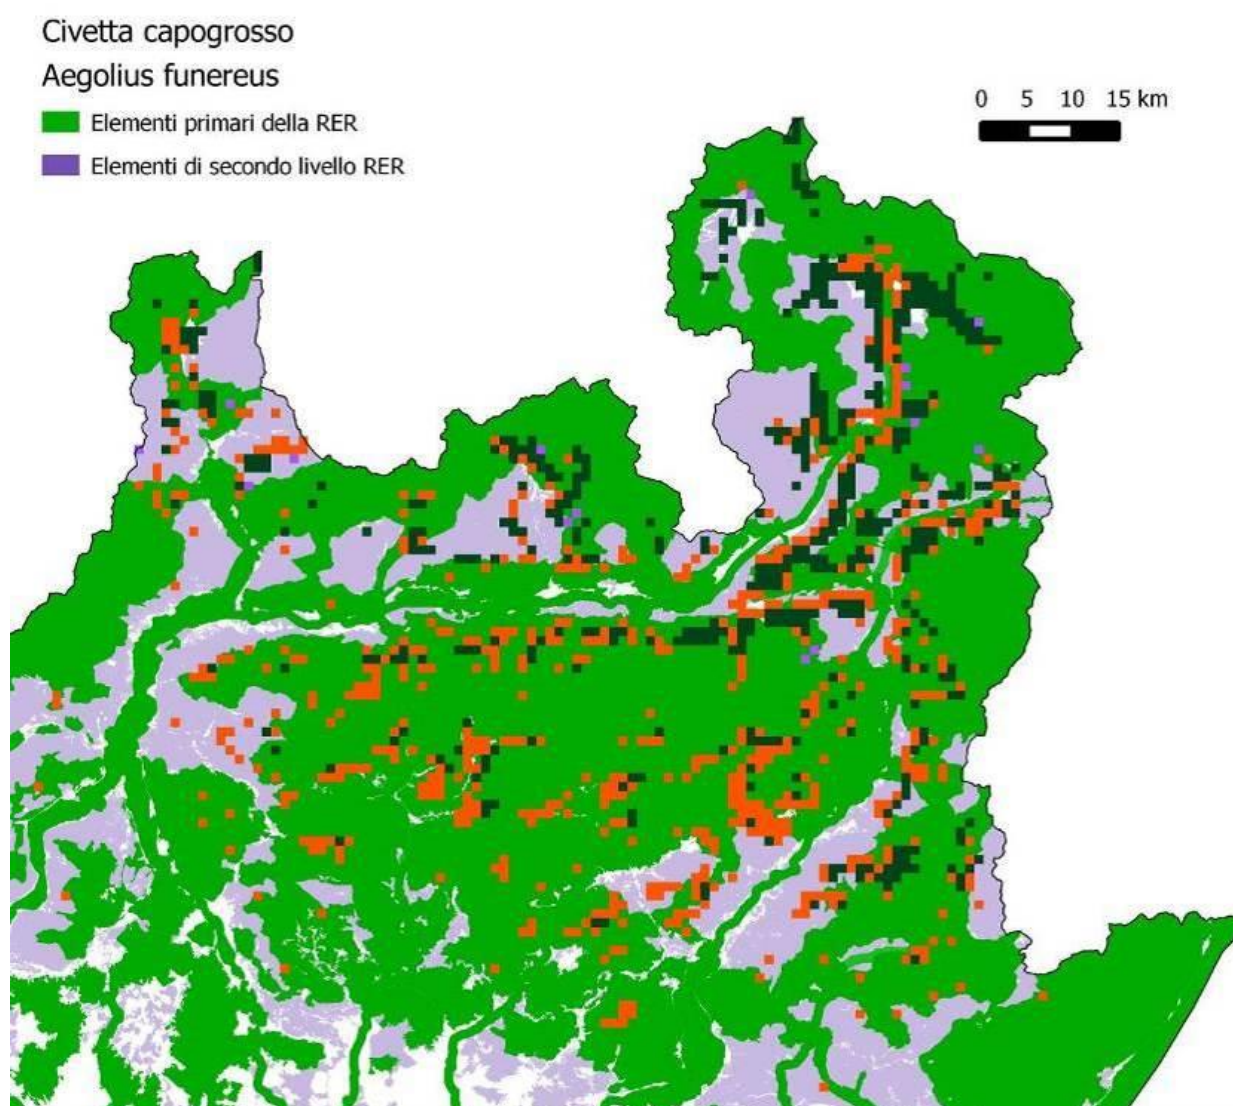 Civetta capogrosso
Aegolius funereus
Elementi primari della RER
Elementi di secondo livello RER
0 5 10 15 km